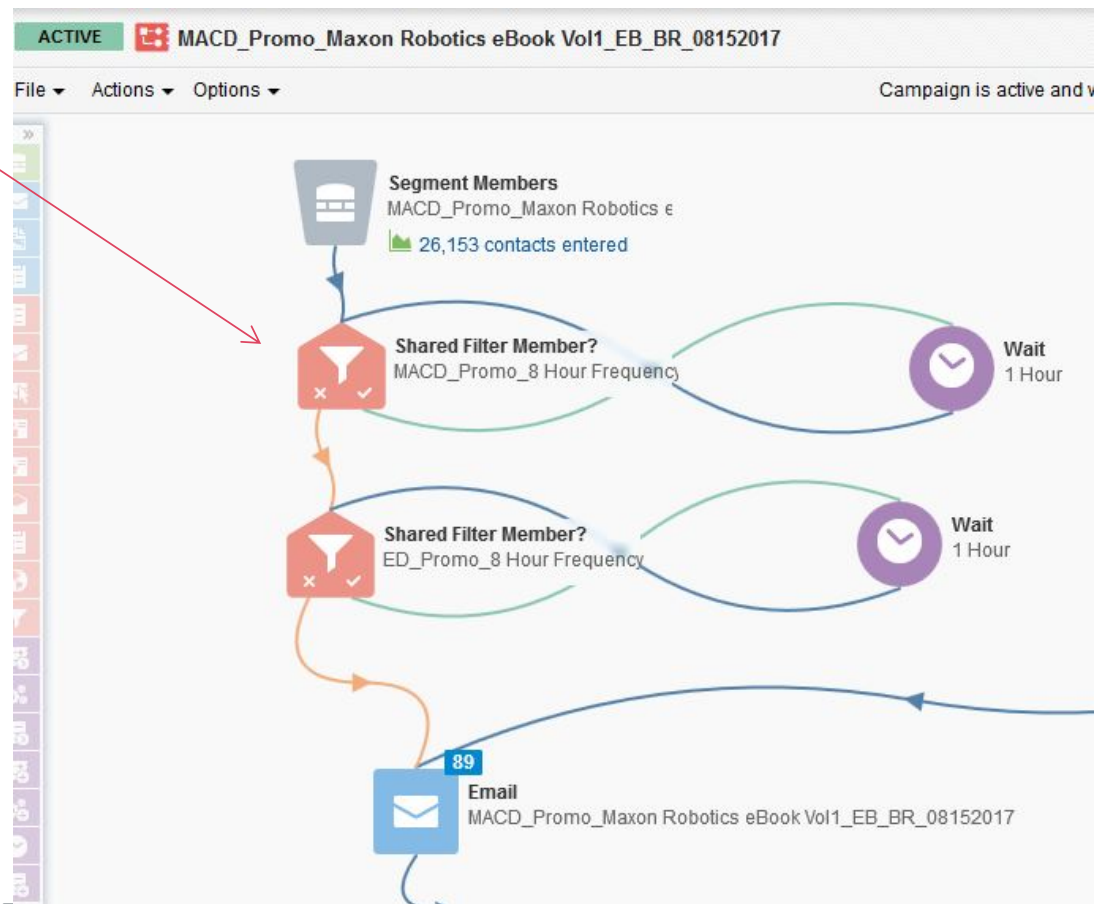 ACTIVE MACD_Promo_Maxon Robotics eBook Vol1_EB_BR_08152017
File Actions Options Campaign is active and
Segment Members
MACD_Promo_Maxon Robotics e
26,153 contacts entered
Shared Filter Member?
MACD_Promo_8 Hour Frequency
Wait
1 Hour
Shared Filter Member?
ED_Promo_8 Hour Frequency
Wait
1 Hour
89
Email
MACD_Promo_Maxon Robotics eBook Vol1_EB_BR_08152017